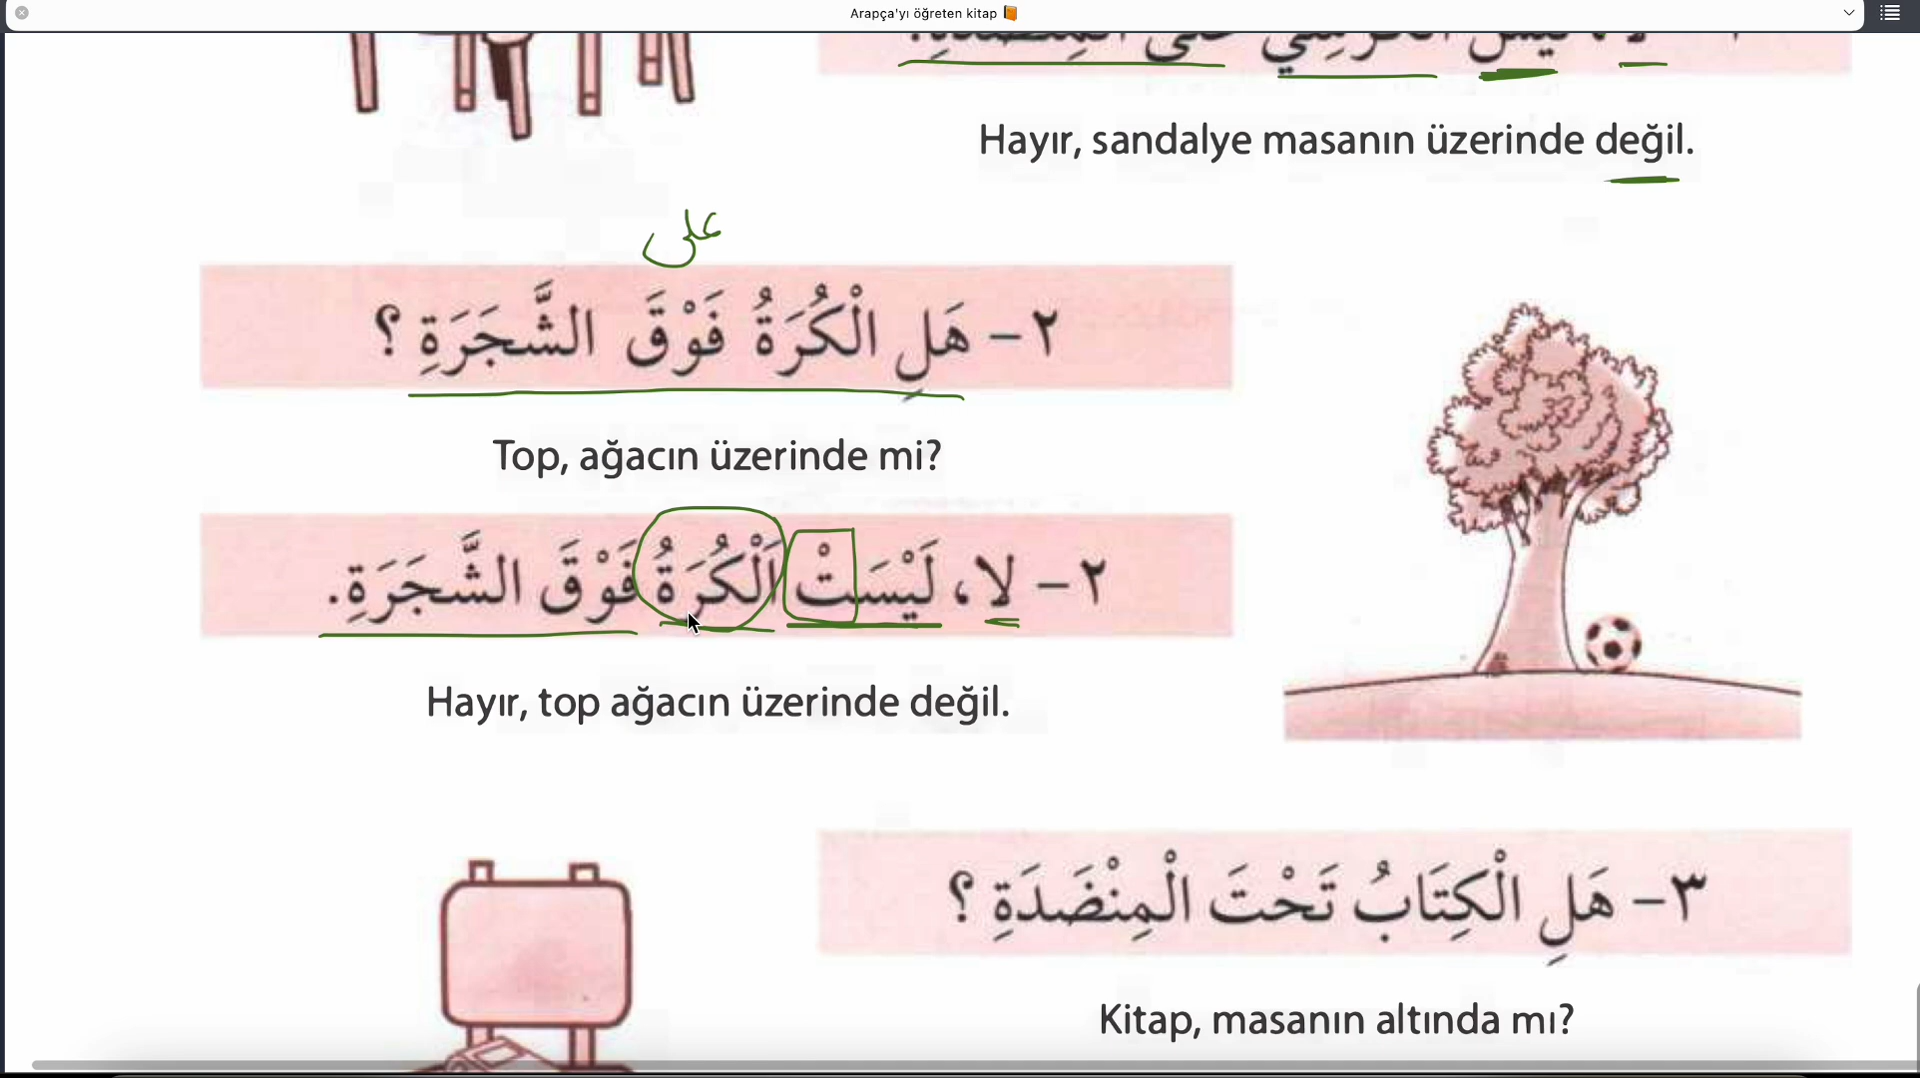 Arapça'yı öğreten kitap
Hayır, sandalye masanın üzerinde değil.
على
٢- هَلِ الْكُرَةُ فَوْقَ الشَّجَرَةِ ؟
Top, ağacın üzerinde mi?
٢- لا، لَيْسَتْ اَلْكُرَةُ فَوْقَ الشَّجَرَةِ.
Hayır, top ağacın üzerinde değil.
٣- هَلِ الْكِتَابُ تَحْتَ الْمِنْضَدَةِ ؟
Kitap, masanın altında mı?